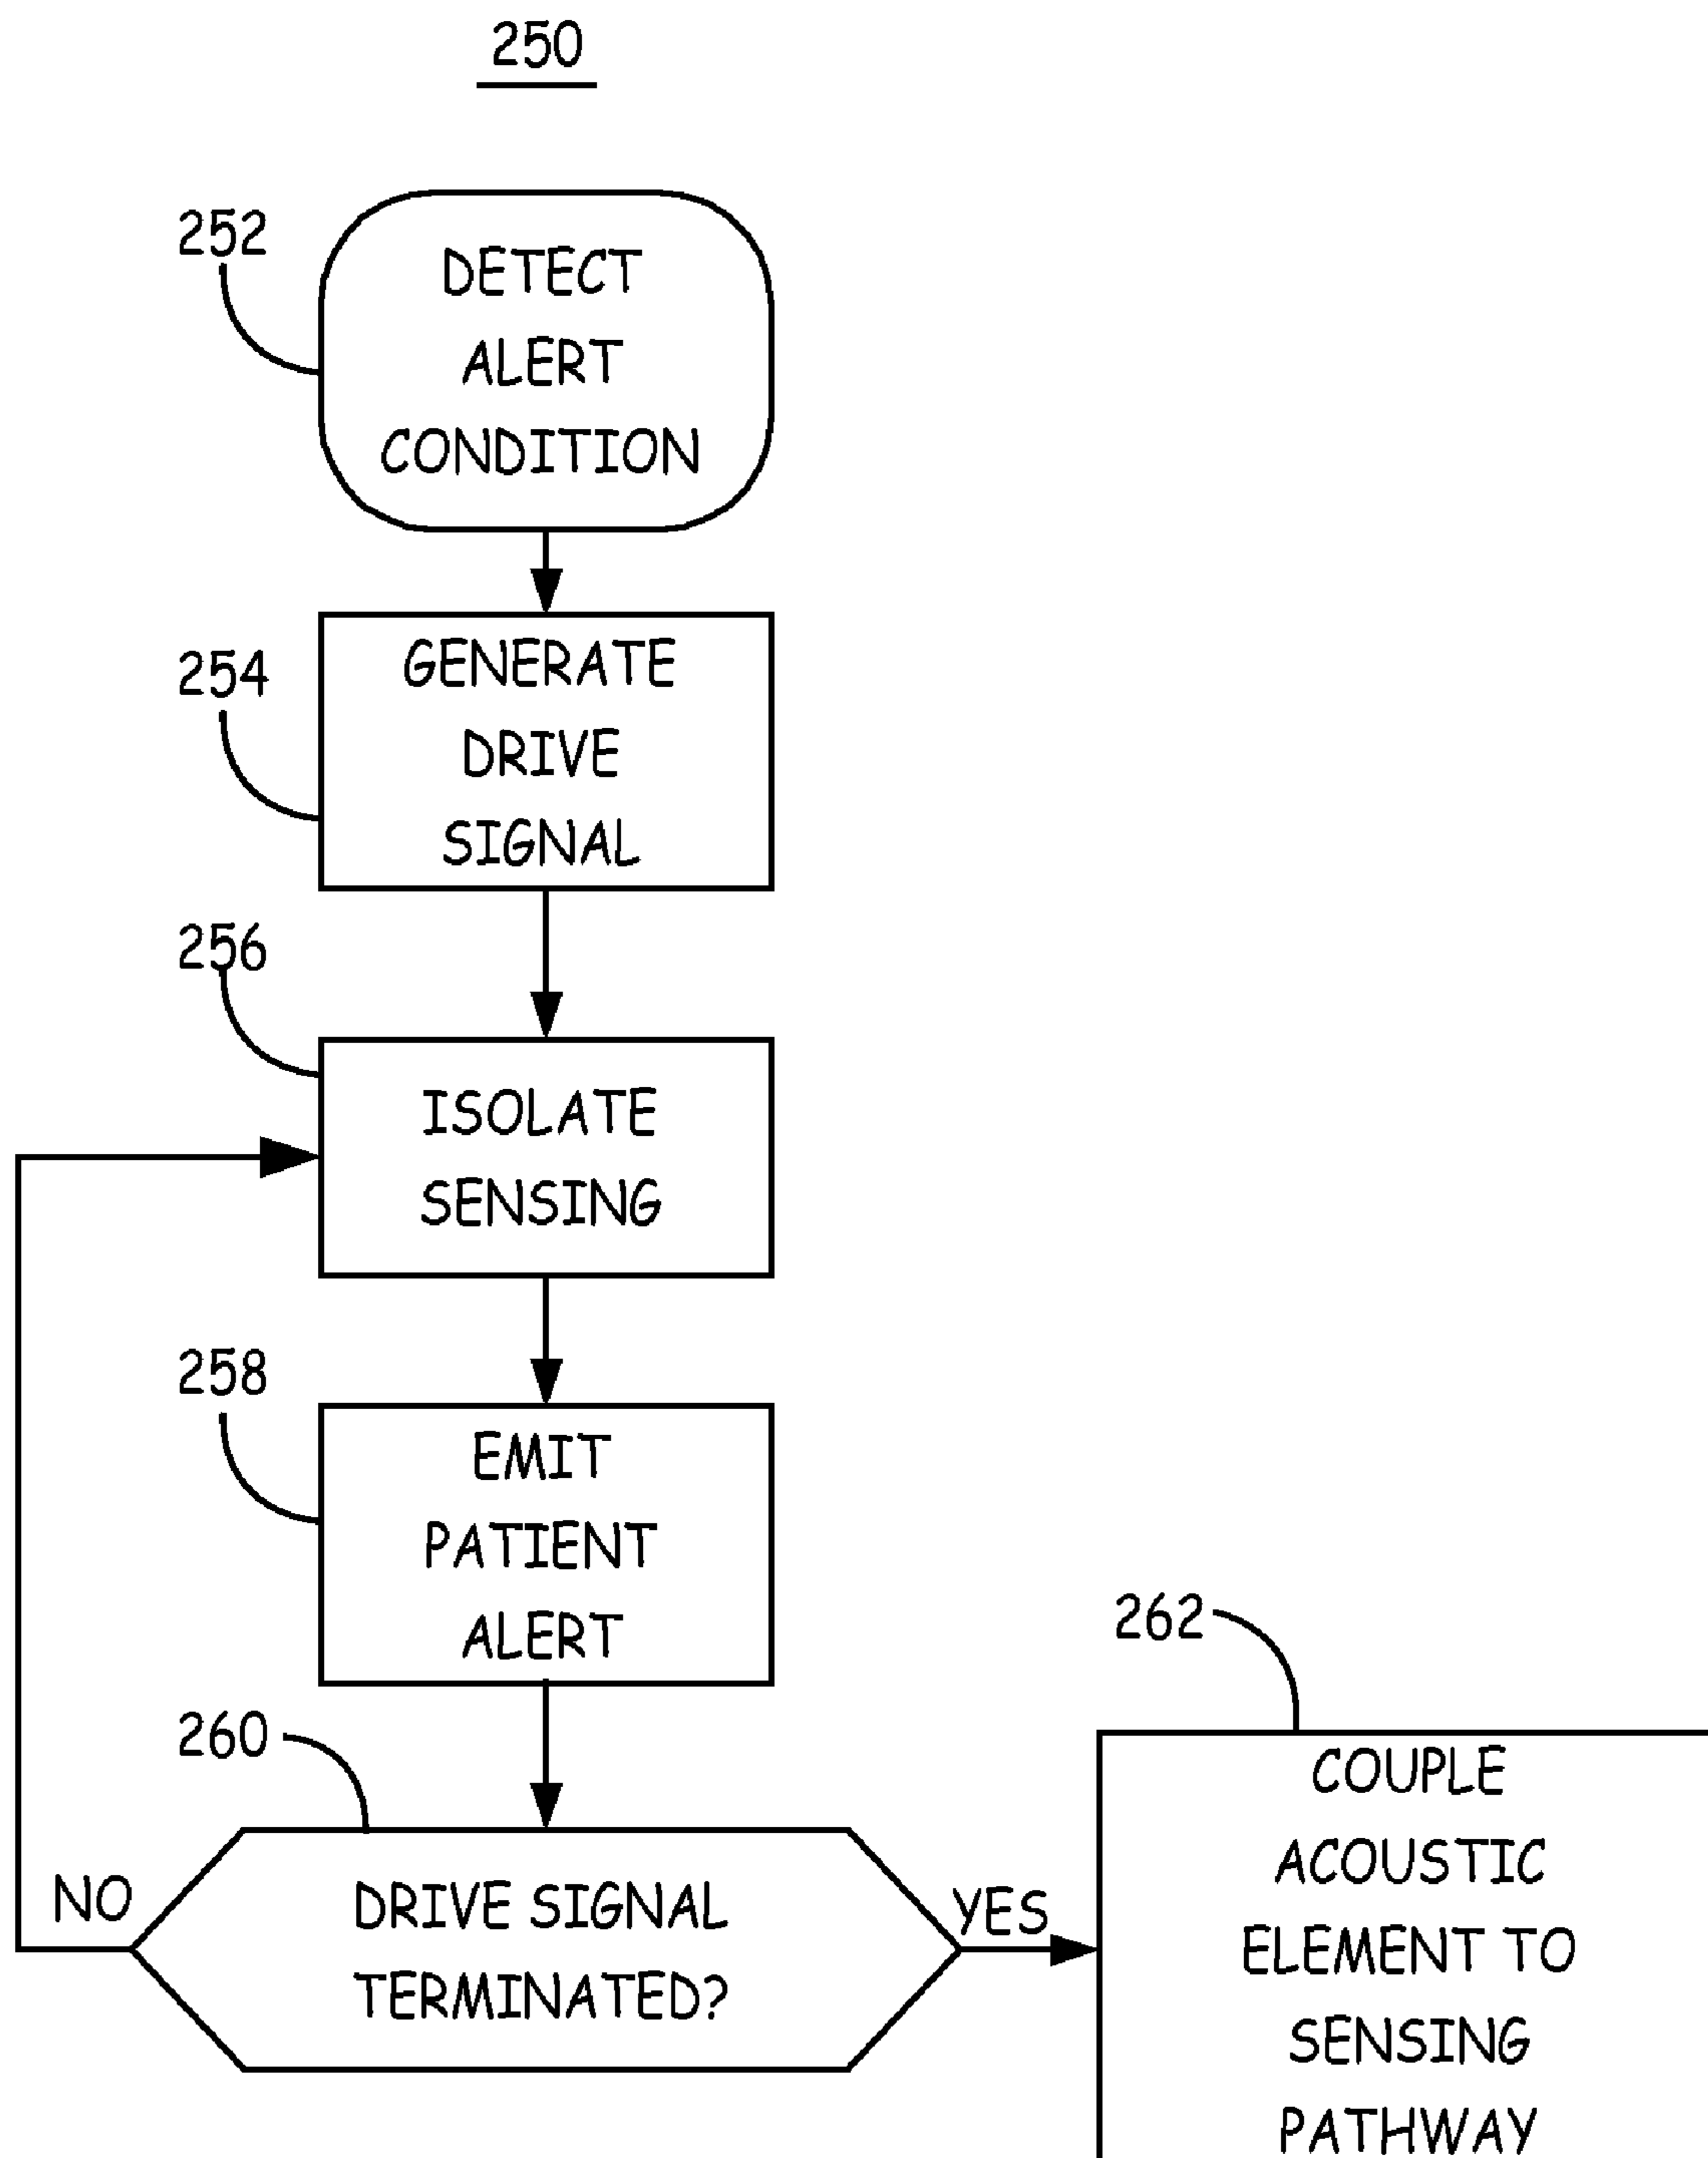 250
252
DETECT
ALERT
CONDITION
254
GENERATE
DRIVE
SIGNAL
256
ISOLATE
SENSING
258
EMIT
PATIENT
ALERT
260
DRIVE SIGNAL
TERMINATED?
NO
YES
262
COUPLE
ACOUSTIC
ELEMENT TO
SENSING
PATHWAY